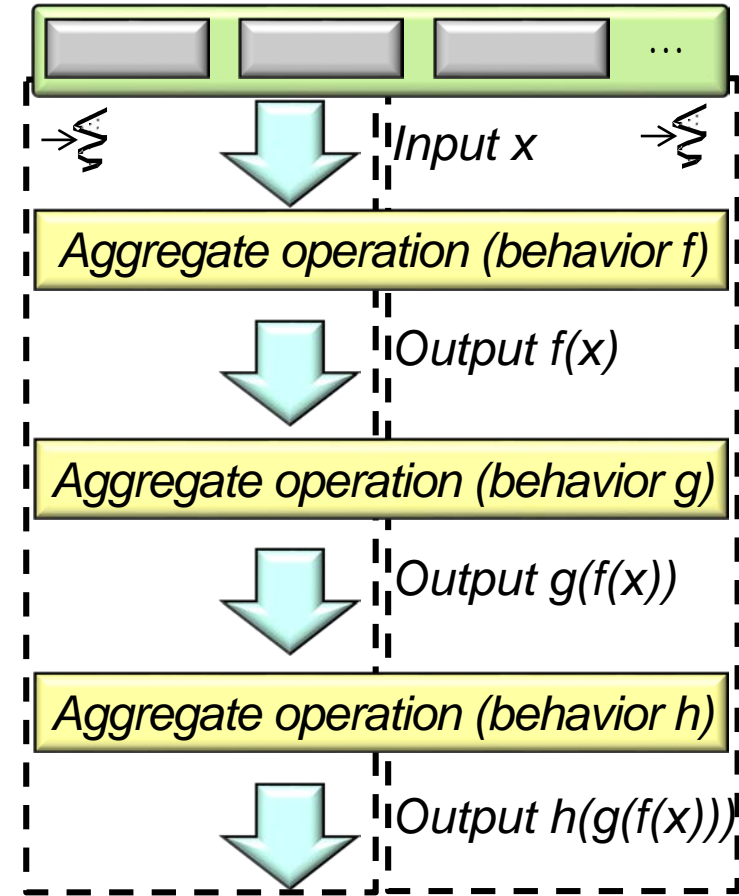 ...
Input x
Aggregate operation (behavior f)
Output f(x)
Aggregate operation (behavior g)
Output g(f(x))
Aggregate operation (behavior h)
Output h(g(f(x)))